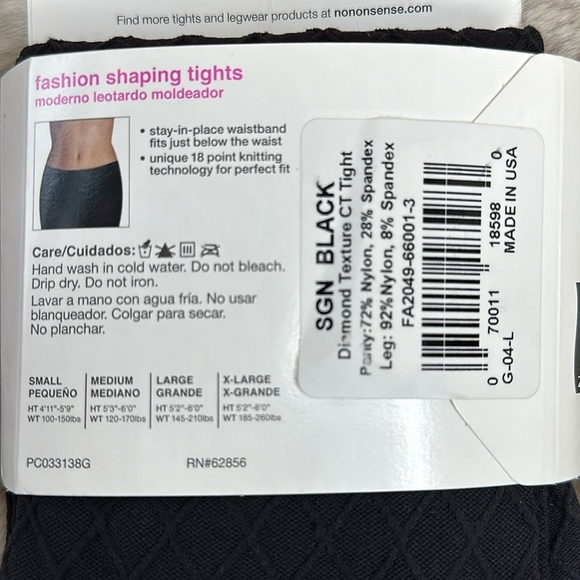 Find more tights and legwear products at nononsense.com
fashion shaping tights
moderno leotardo moldeador
• stay-in-place waistband
fits just below the waist
• unique 18 point knitting
technology for perfect fit
Care/Cuidados:
Hand wash in cold water. Do not bleach.
Drip dry. Do not iron.
Lavar a mano con agua fría. No usar
blanqueador. Colgar para secar.
No planchar.
SMALL
PEQUEÑO
HT 4'11"-5'9"
WT 100-150lbs
MEDIUM
MEDIANO
HT 5'3"-6'0"
WT 120-170lbs
LARGE
GRANDE
HT 5'2"-6'0"
WT 145-210lbs
X-LARGE
X-GRANDE
HT 5'2"-6'0"
WT 185-260lbs
PC033138G
RN#62856
SGN BLACK
Diamond Texture CT Tight
Panty:72% Nylon, 28% Spandex
Leg: 92% Nylon, 8% Spandex
FA2049-66001-3
0 70011 18598 0
G-04-L MADE IN USA